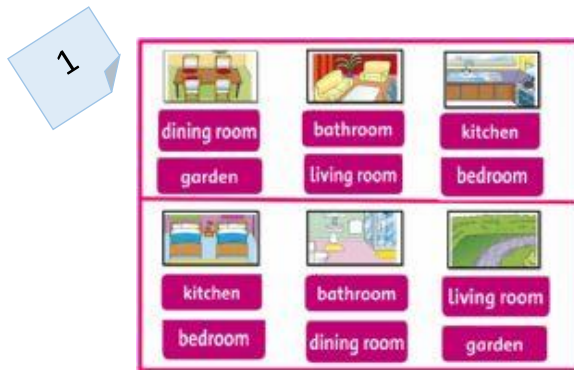 1
dining room
bathroom
kitchen
garden
living room
bedroom
kitchen
bathroom
living room
bedroom
dining room
garden